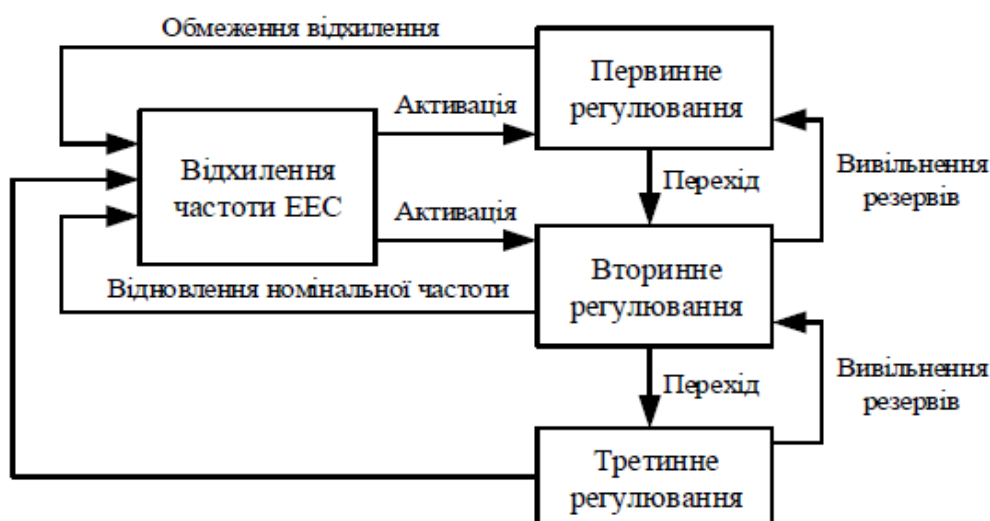 Обмеження відхилення
Первинне
регулювання
Активація
Відхилення
частоти ЕЕС
Вивільнення
резервів
Перехід
Активація
Вторинне
регулювання
Відновлення номінальної частоти
Вивільнення
резервів
Перехід
Третинне
регулювання